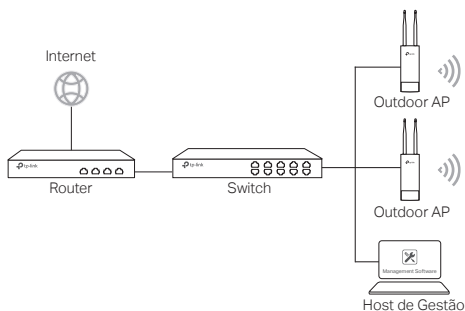 Internet
tp-link
Router
tp-link
Switch
tp-link
Outdoor AP
tp-link
Outdoor AP
Management Software
Host de Gestão